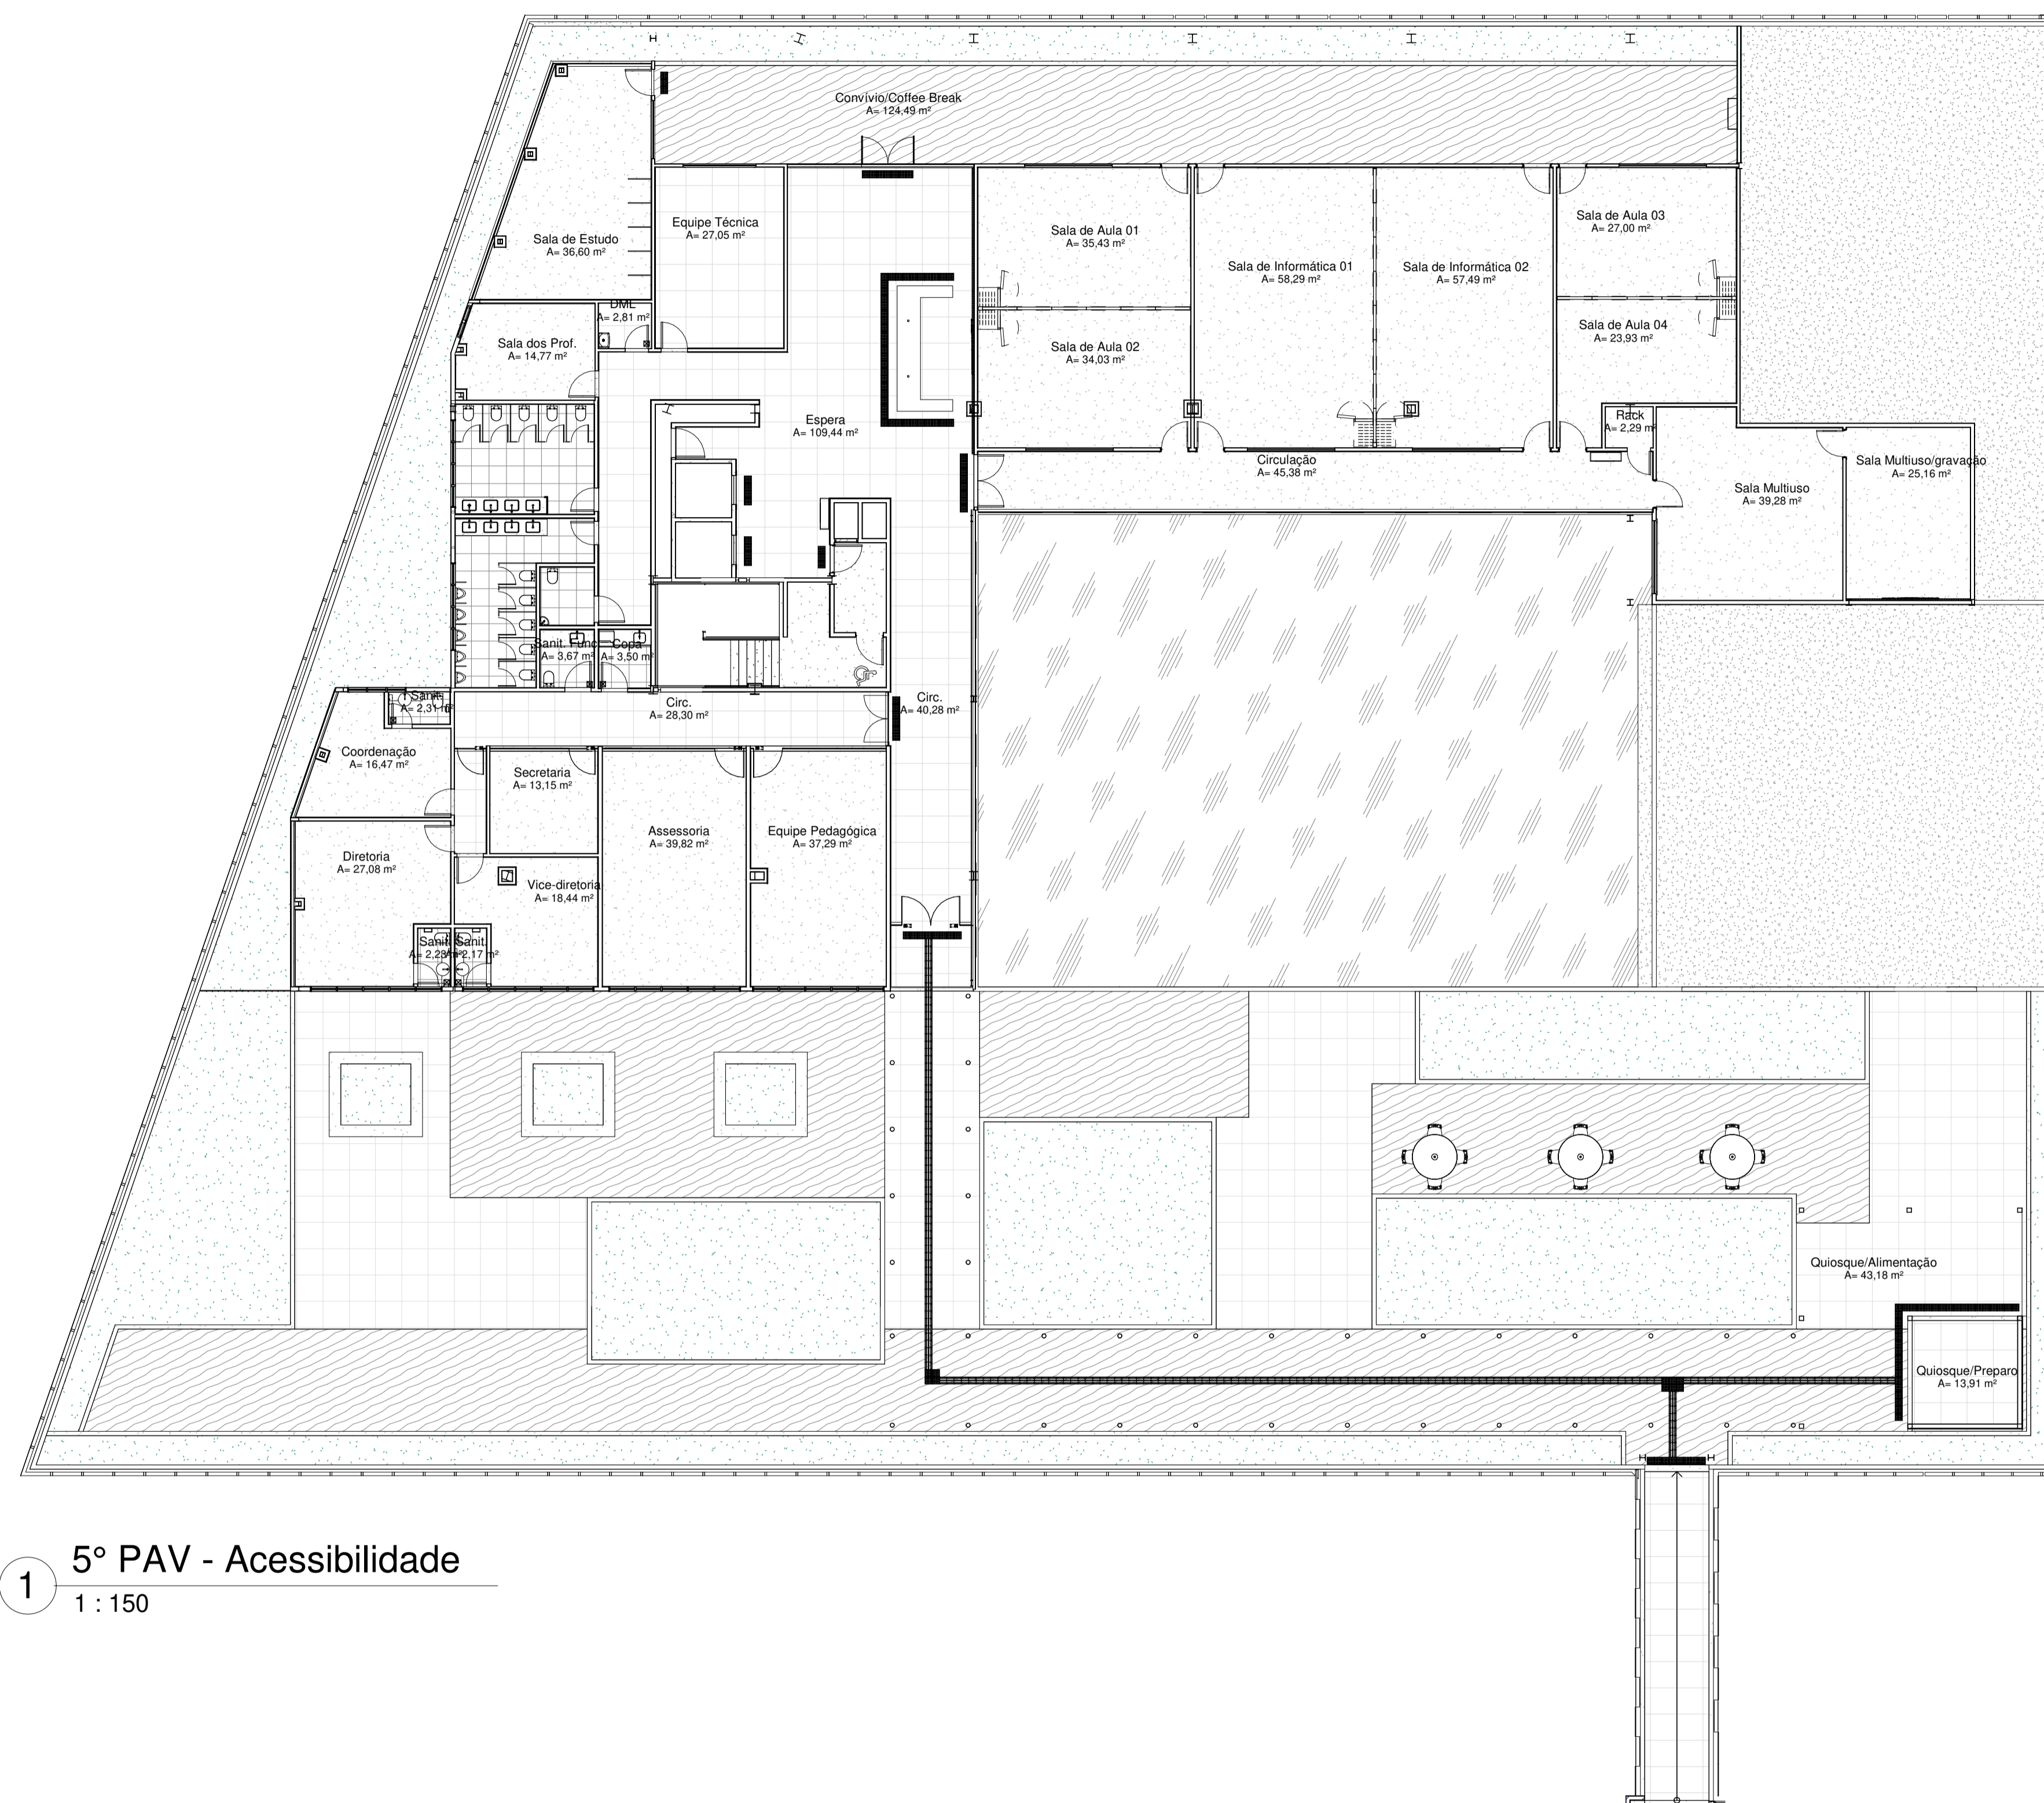 Convívio/Coffee Break
A= 124,49 m²
Equipe Técnica
A= 27,05 m²
Sala de Estudo
A= 36,60 m²
Sala de Aula 01
A= 35,43 m²
Sala de Informática 01
A= 58,29 m²
Sala de Informática 02
A= 57,49 m²
Sala de Aula 03
A= 27,00 m²
DML
A= 2,81 m²
Sala dos Prof.
A= 14,77 m²
Sala de Aula 02
A= 34,03 m²
Sala de Aula 04
A= 23,93 m²
Espera
A= 109,44 m²
Rack
A= 2,29 m²
Circulação
A= 45,38 m²
Sala Multiuso
A= 39,28 m²
Sala Multiuso/gravação
A= 25,16 m²
Sanit. Func.
A= 3,67 m²
Copa
A= 3,50 m²
Sanit.
A= 2,31 m²
Circ.
A= 28,30 m²
Circ.
A= 40,28 m²
Coordenação
A= 16,47 m²
Secretaria
A= 13,15 m²
Assessoria
A= 39,82 m²
Equipe Pedagógica
A= 37,29 m²
Diretoria
A= 27,08 m²
Vice-diretoria
A= 18,44 m²
Sanit.
Sanit.
A= 2,17 m²
Quiosque/Alimentação
A= 43,18 m²
Quiosque/Preparo
A= 13,91 m²
1
5° PAV - Acessibilidade
1 : 150